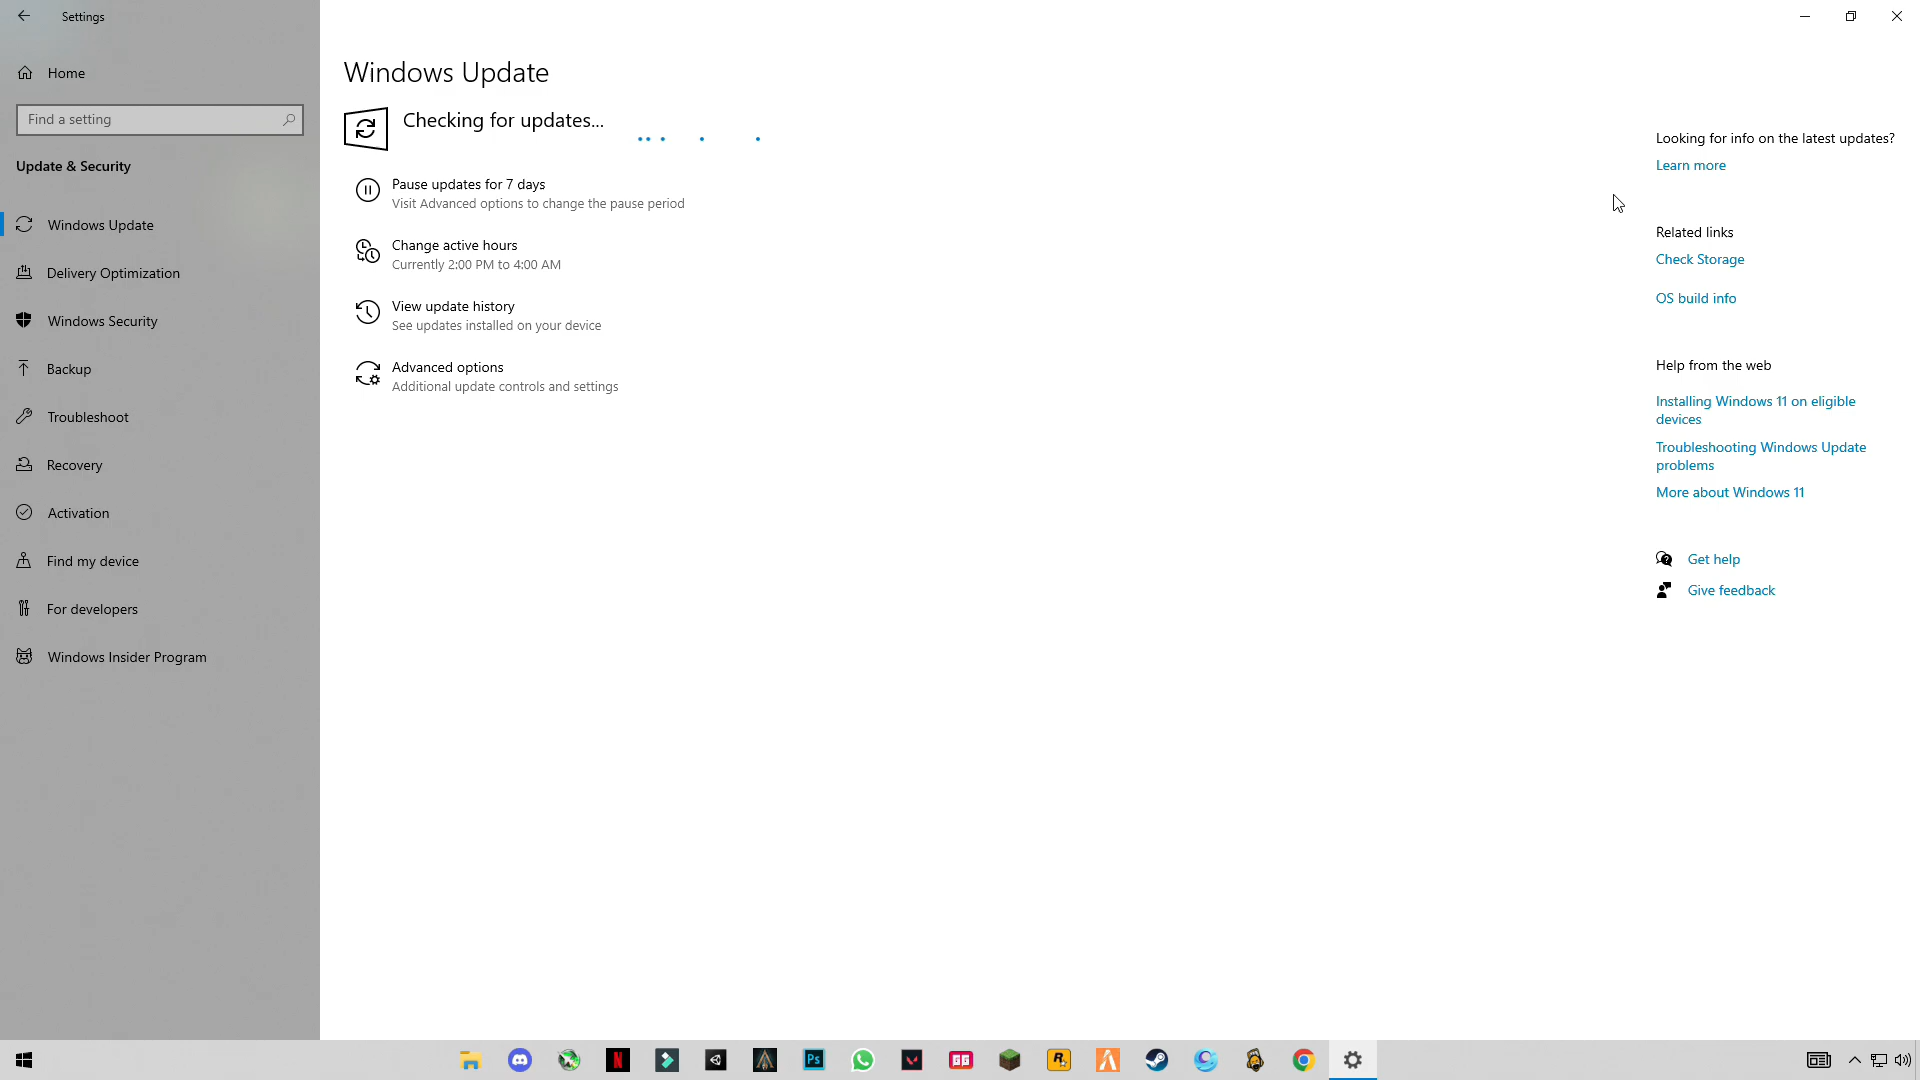 Settings
Home
Find a setting
Update & Security
Windows Update
Delivery Optimization
Windows Security
Backup
Troubleshoot
Recovery
Activation
Find my device
For developers
Windows Insider Program
Windows Update
Checking for updates...
Pause updates for 7 days
Visit Advanced options to change the pause period
Change active hours
Currently 2:00 PM to 4:00 AM
View update history
See updates installed on your device
Advanced options
Additional update controls and settings
Looking for info on the latest updates?
Learn more
Related links
Check Storage
OS build info
Help from the web
Installing Windows 11 on eligible
devices
Troubleshooting Windows Update
problems
More about Windows 11
Get help
Give feedback
N
Ps
GG
R